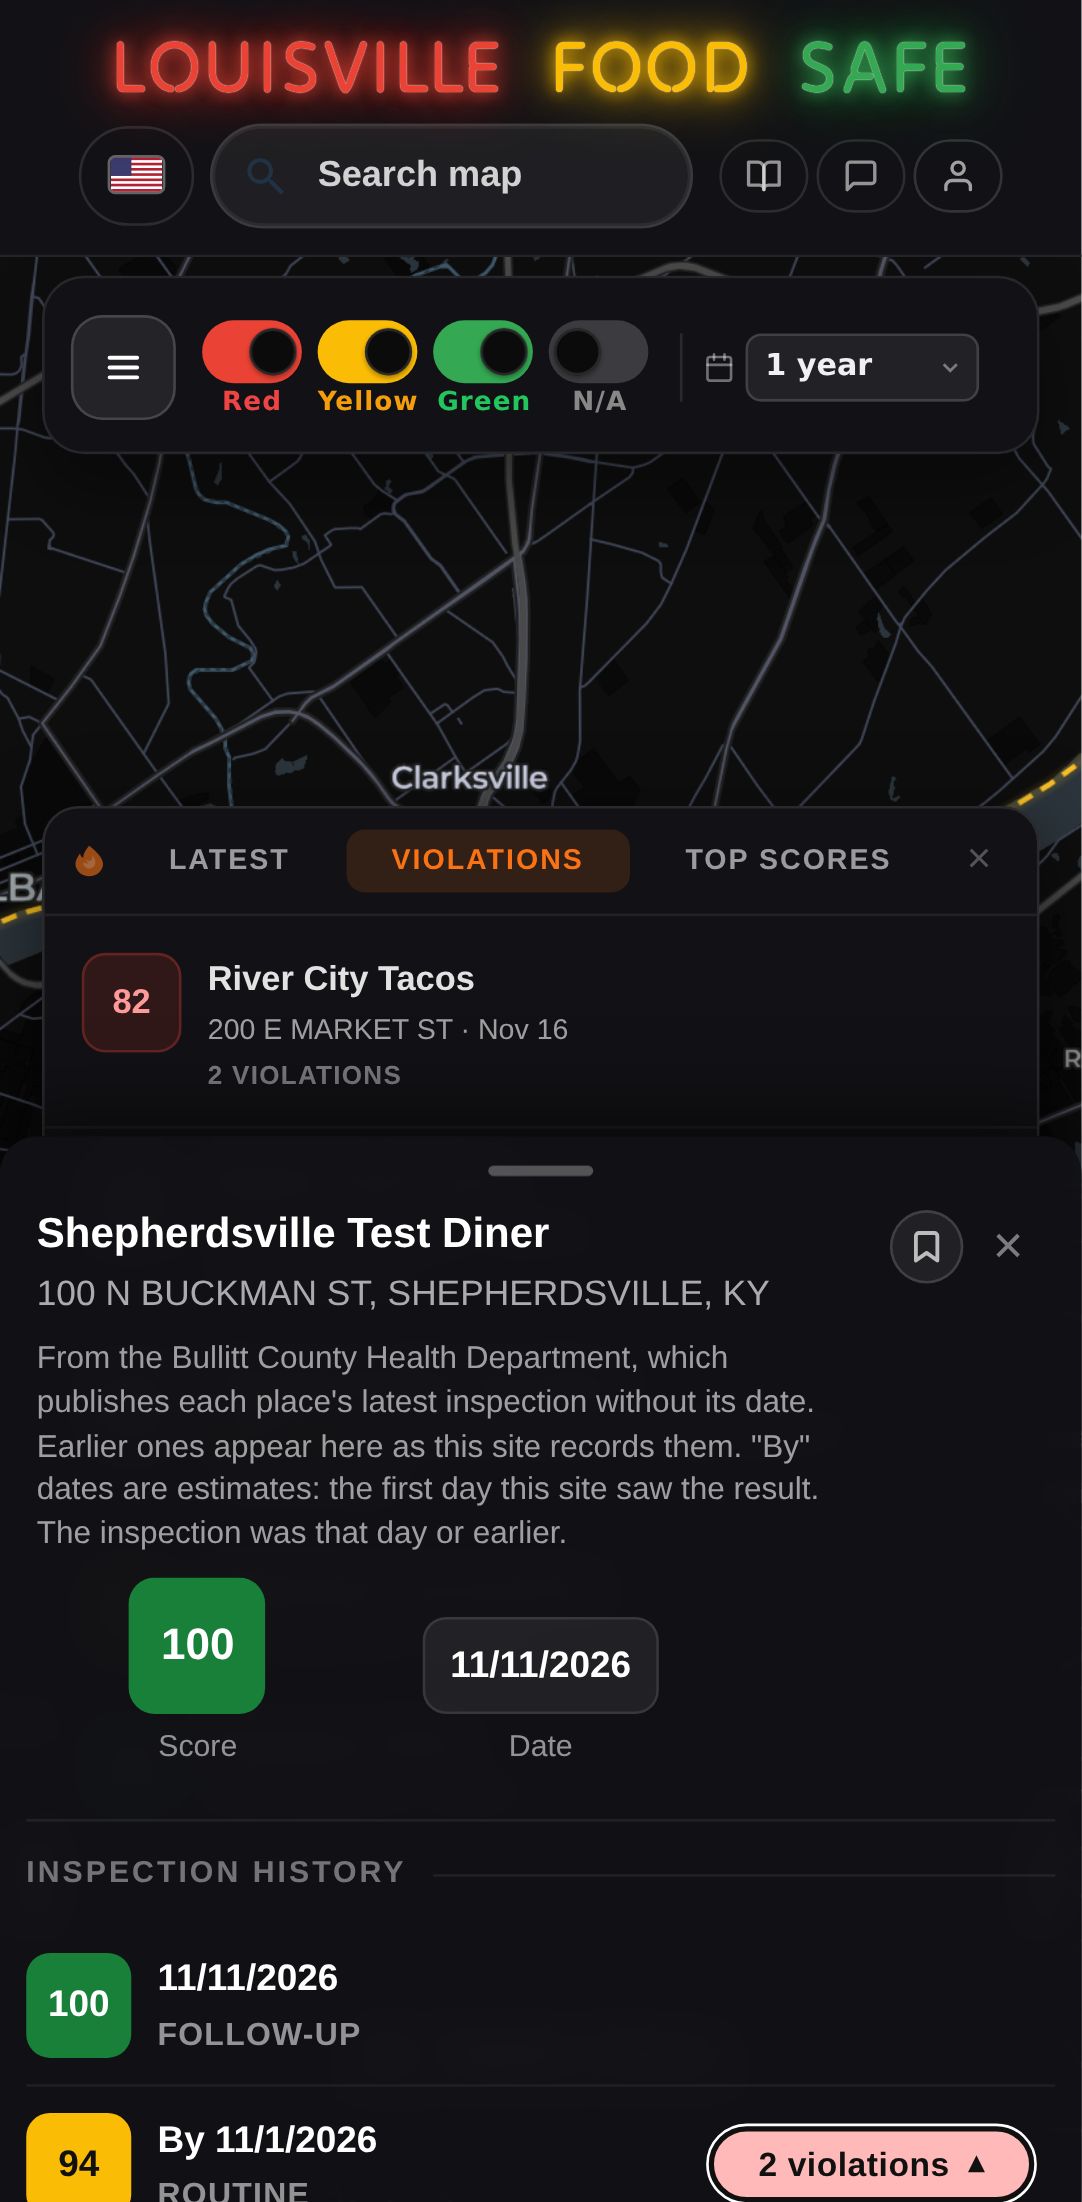 LOUISVILLE FOOD SAFE
Search map
Red Yellow Green N/A
1 year
Clarksville
LATEST VIOLATIONS TOP SCORES
82
River City Tacos
200 E MARKET ST · Nov 16
2 VIOLATIONS
Shepherdsville Test Diner
100 N BUCKMAN ST, SHEPHERDSVILLE, KY
From the Bullitt County Health Department, which
publishes each place's latest inspection without its date.
Earlier ones appear here as this site records them. "By"
dates are estimates: the first day this site saw the result.
The inspection was that day or earlier.
100
Score
11/11/2026
Date
INSPECTION HISTORY
100
11/11/2026
FOLLOW-UP
94
By 11/1/2026
ROUTINE
2 violations ▲